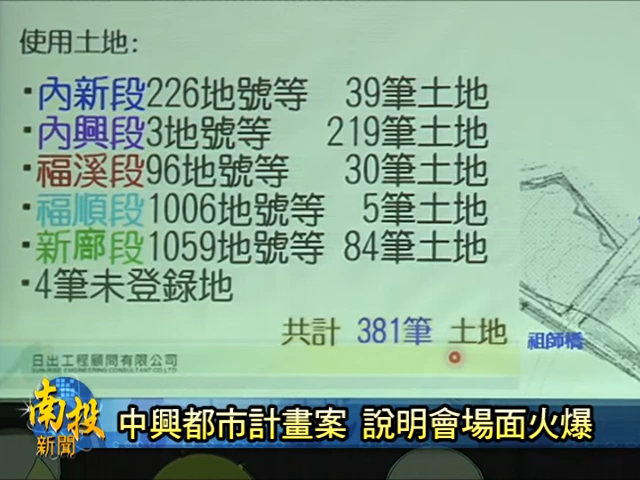 使用土地:
·內新段226地號等 39筆土地
·內興段3地號等 219筆土地
·福溪段96地號等 30筆土地
·福順段1006地號等 5筆土地
·新廍段1059地號等 84筆土地
·4筆未登錄地
共計 381筆 土地
祖師橋
日出工程顧問有限公司
SUN-RISE ENGINEERING CONSULTANT CO.,LTD
南投新聞
中興都市計畫案 說明會場面火爆